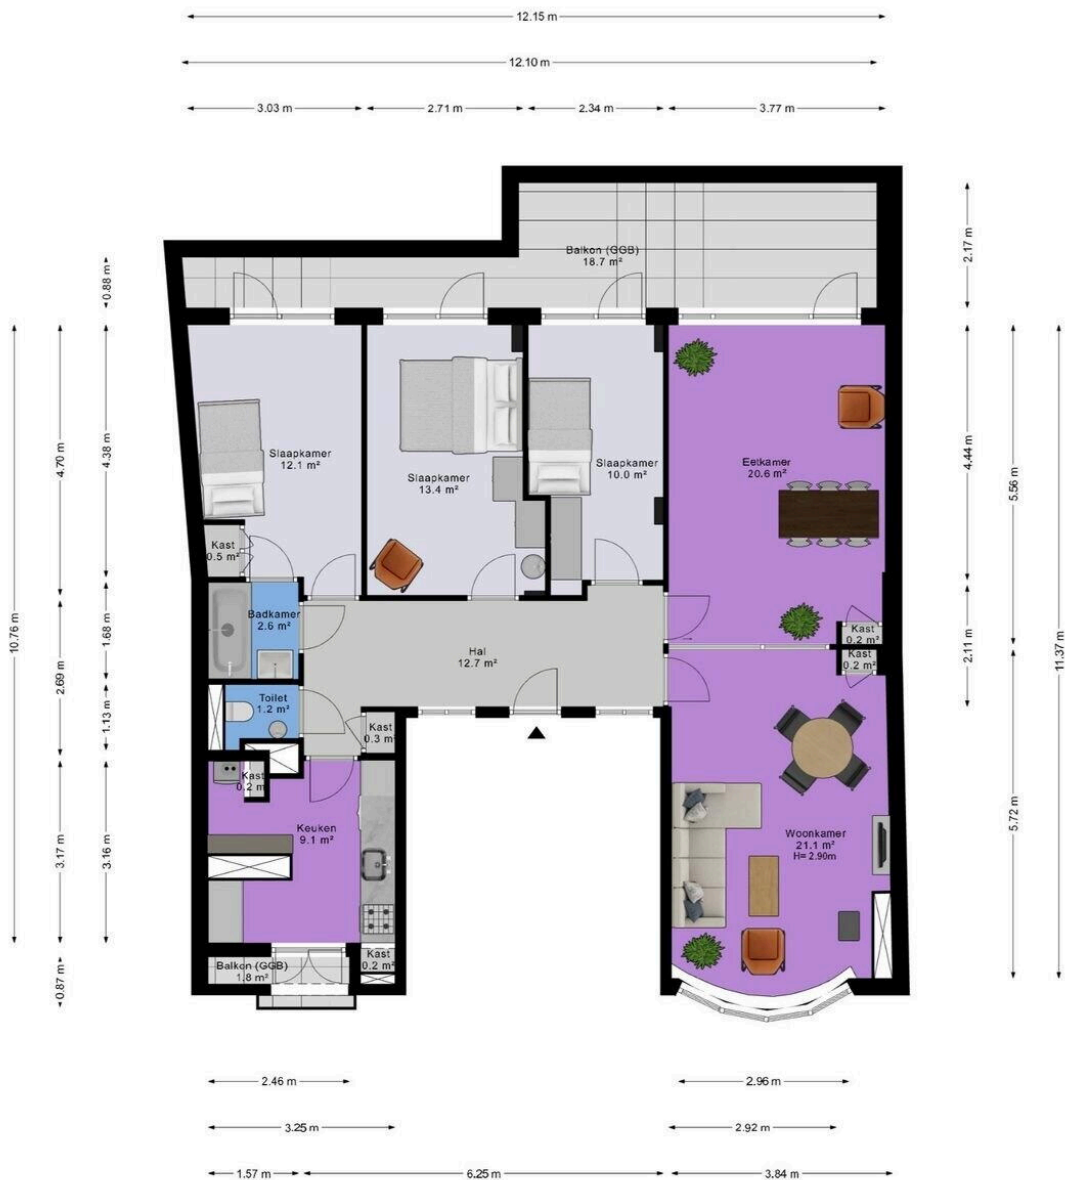 12.15 m
12.10 m
3.03 m
2.71 m
2.34 m
3.77 m
2.17 m
0.88 m
Balkon (GGB)
18.7 m²
10.76 m
4.70 m
4.38 m
4.44 m
5.56 m
11.37 m
Slaapkamer
12.1 m²
Slaapkamer
13.4 m²
Slaapkamer
10.0 m²
Eetkamer
20.6 m²
Kast
0.5 m²
Badkamer
2.6 m²
Hal
12.7 m²
Kast
0.2 m²
Kast
0.2 m²
2.69 m
1.68 m
1.13 m
2.11 m
Toilet
1.2 m²
Kast
0.3 m²
Kast
0.2 m²
Keuken
9.1 m²
Woonkamer
21.1 m²
H= 2.90m
3.17 m
3.16 m
5.72 m
Balkon (GGB)
1.8 m²
Kast
0.2 m²
0.87 m
2.46 m
2.96 m
3.25 m
2.92 m
1.57 m
6.25 m
3.84 m